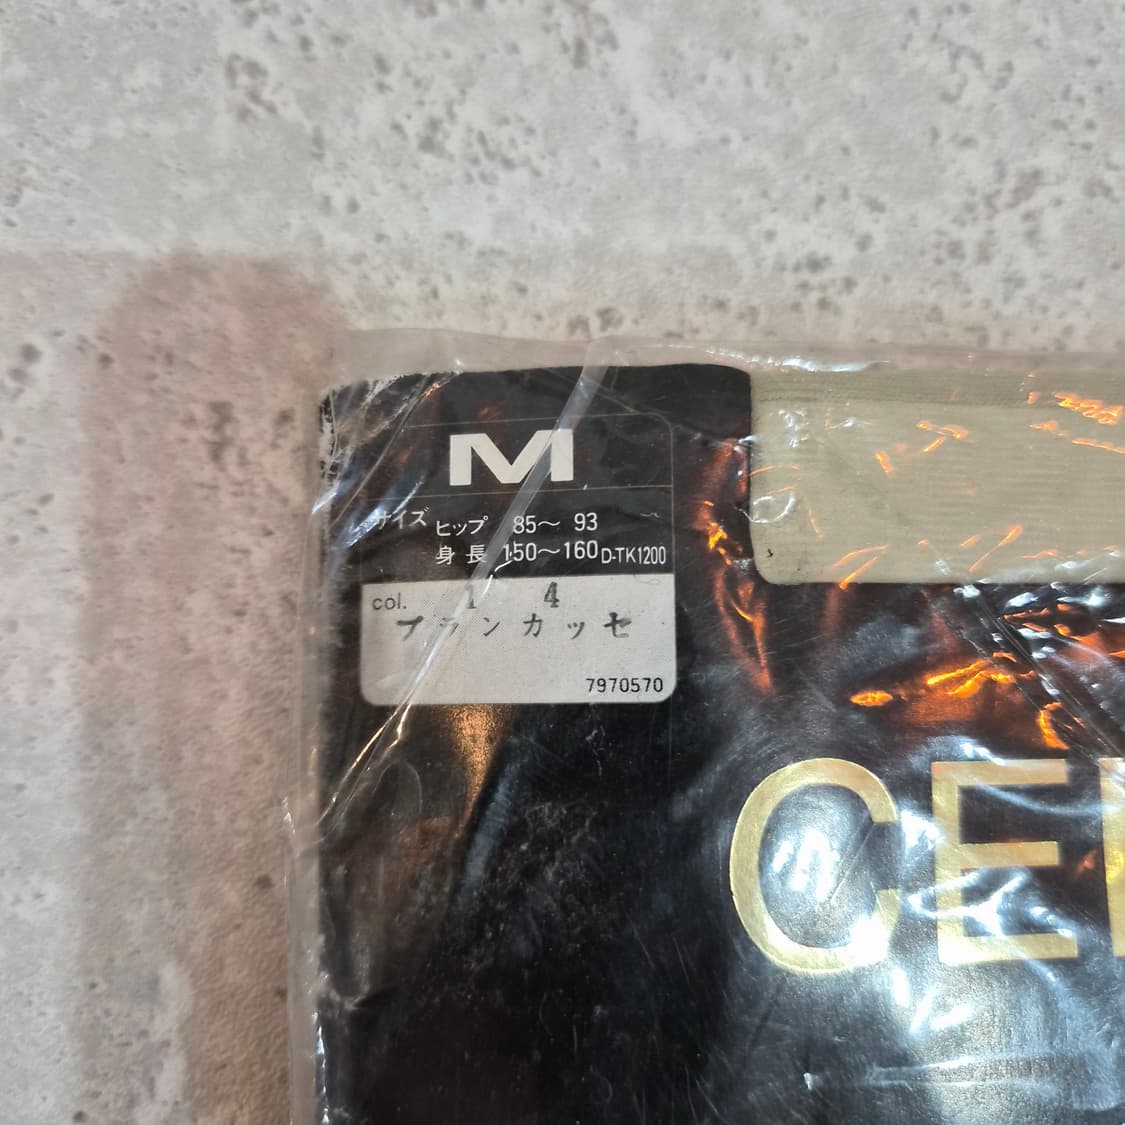 M
サイズ ヒップ 85～ 93
身長 150～160 D-TK1200
col. 1 4
ブランカッセ
7970570
CE